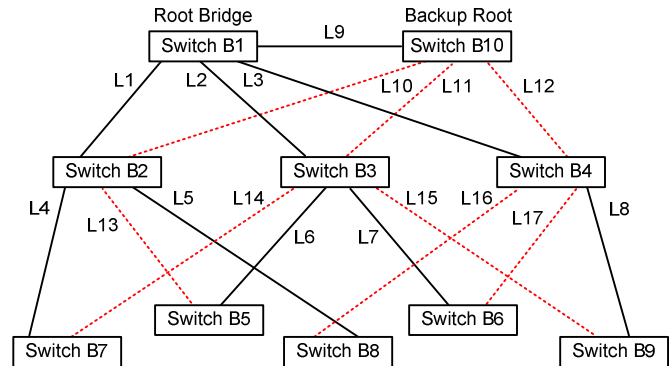 Root Bridge
Backup Root
L9
Switch B1
Switch B10
L1
L2
L3
L10
L11
L12
Switch B2
Switch B3
Switch B4
L4
L13
L5
L14
L6
L7
L15
L16
L17
L8
Switch B5
Switch B6
Switch B7
Switch B8
Switch B9